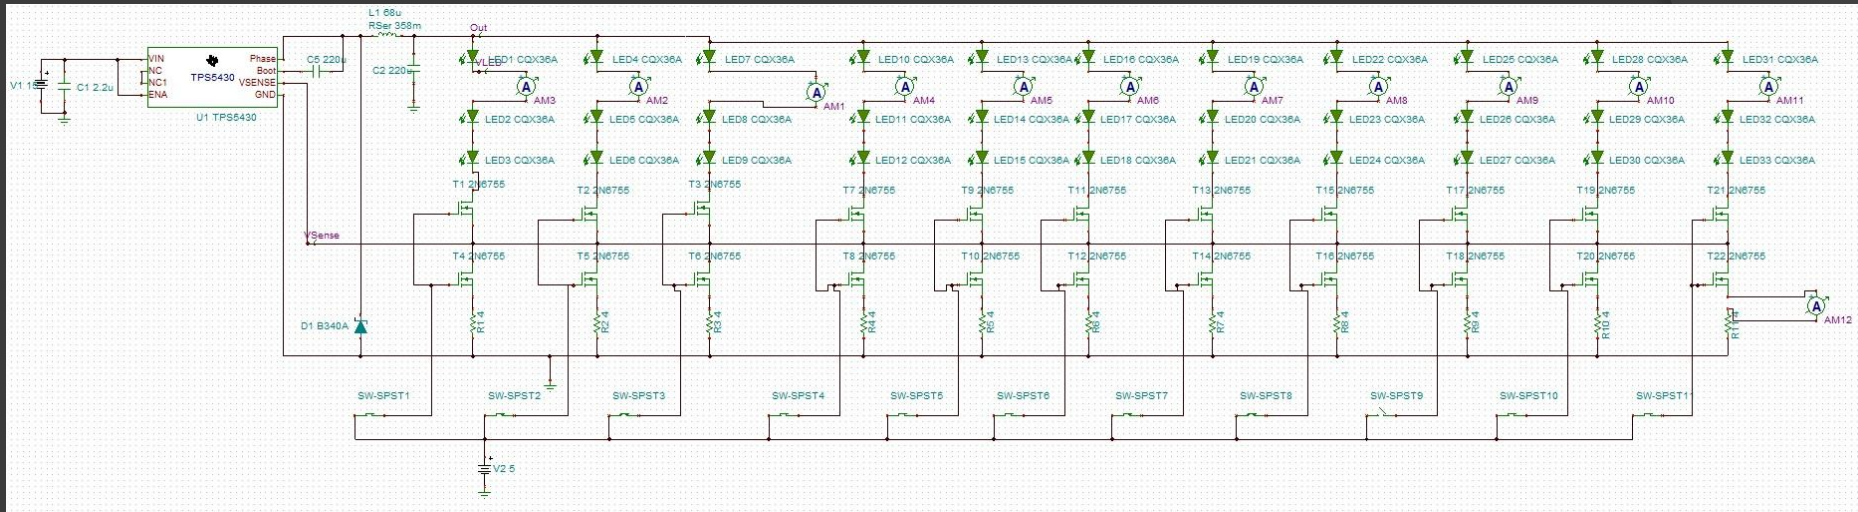 L1 68u
RSer 358m
Out
VIN
NC
NC1
ENA
TPS5430
Phase
Boot
VSENSE
GND
U1 TPS5430
C1 2.2u
C5 220u
C2 220u
VLED
LED1 CQX36A
LED4 CQX36A
LED7 CQX36A
LED10 CQX36A
LED13 CQX36A
LED16 CQX36A
LED19 CQX36A
LED22 CQX36A
LED25 CQX36A
LED28 CQX36A
LED31 CQX36A
A
A
A
A
A
A
A
A
A
A
A
AM3
AM2
AM1
AM4
AM5
AM6
AM7
AM8
AM9
AM10
AM11
LED2 CQX36A
LED5 CQX36A
LED8 CQX36A
LED11 CQX36A
LED14 CQX36A
LED17 CQX36A
LED20 CQX36A
LED23 CQX36A
LED26 CQX36A
LED29 CQX36A
LED32 CQX36A
LED3 CQX36A
LED6 CQX36A
LED9 CQX36A
LED12 CQX36A
LED15 CQX36A
LED18 CQX36A
LED21 CQX36A
LED24 CQX36A
LED27 CQX36A
LED30 CQX36A
LED33 CQX36A
T1 2N6755
T2 2N6755
T3 2N6755
T7 2N6755
T9 2N6755
T11 2N6755
T13 2N6755
T15 2N6755
T17 2N6755
T19 2N6755
T21 2N6755
VSense
T4 2N6755
T5 2N6755
T6 2N6755
T8 2N6755
T10 2N6755
T12 2N6755
T14 2N6755
T16 2N6755
T18 2N6755
T20 2N6755
T22 2N6755
D1 B340A
R1 4
R2 4
R3 4
R4 4
R5 4
R6 4
R7 4
R8 4
R9 4
R10 4
A
AM12
SW-SPST1
SW-SPST2
SW-SPST3
SW-SPST4
SW-SPST5
SW-SPST6
SW-SPST7
SW-SPST8
SW-SPST9
SW-SPST10
SW-SPST11
V2 5